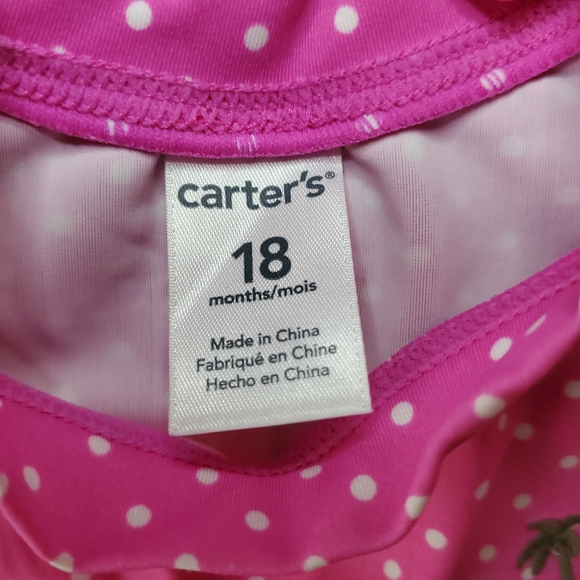 carter's®
18
months/mois
Made in China
Fabriqué en Chine
Hecho en China